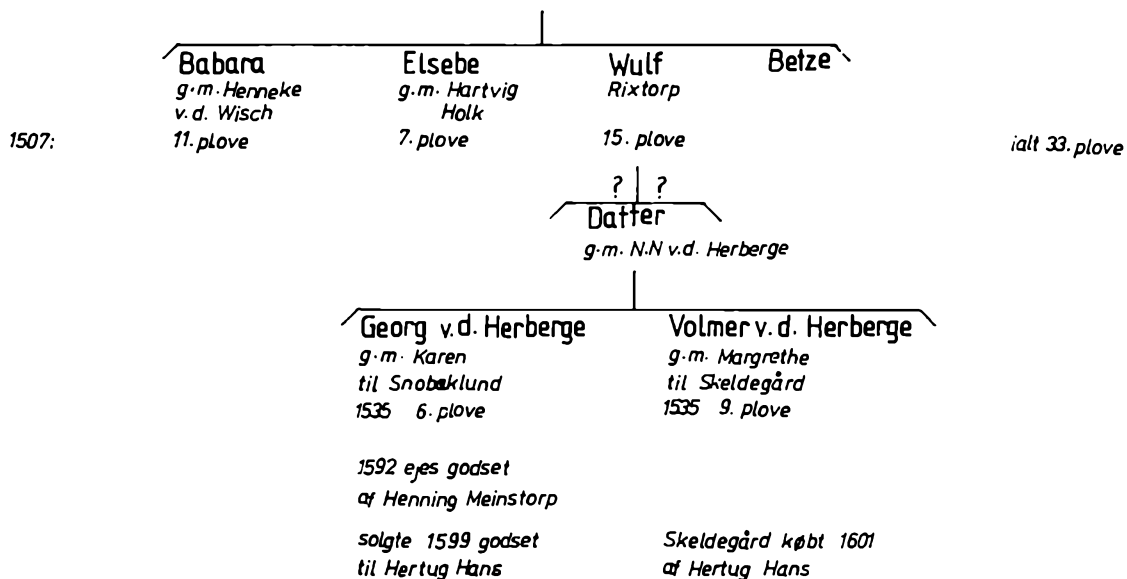 Babara Elsebe Wulf Betze
g.m. Henneke g.m. Hartvig Rixtorp
v.d. Wisch Holk
1507: 11. plove 7. plove 15. plove ialt 33. plove
? ?
Datter
g.m. N.N v.d. Herberge
Georg v.d. Herberge Volmer v.d. Herberge
g.m. Karen g.m. Margrethe
til Snobæklund til Skeldegård
1535 6. plove 1535 9. plove
1592 ejes godset
af Henning Meinstorp
solgte 1599 godset Skeldegård købt 1601
til Hertug Hans af Hertug Hans